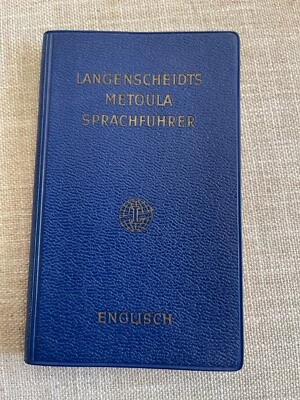 LANGENSCHEIDTS
METOULA
SPRACHFÜHRER
ENGLISCH